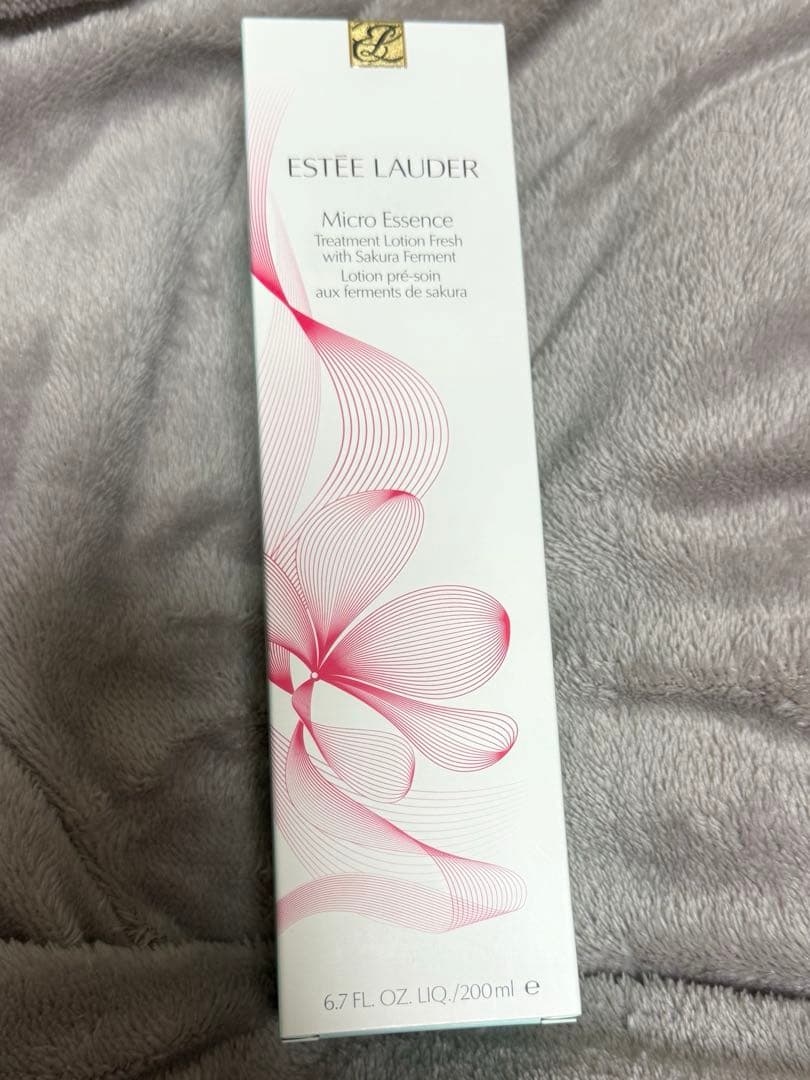 EL
ESTĒE LAUDER
Micro Essence
Treatment Lotion Fresh
with Sakura Ferment
Lotion pré-soin
aux ferments de sakura
6.7 FL. OZ. LIQ./200ml ℮